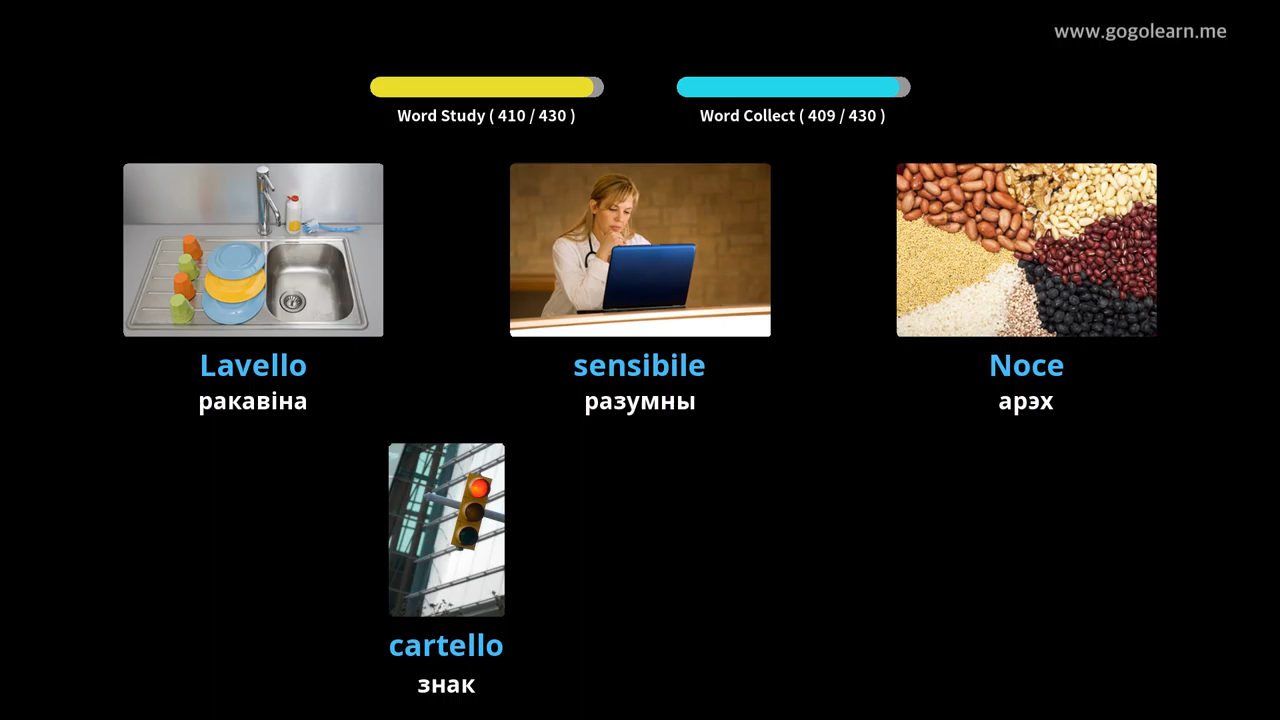 www.gogolearn.me
Word Study ( 410 / 430 )
Word Collect ( 409 / 430 )
Lavello
ракавіна
sensibile
разумны
Noce
арэх
cartello
знак